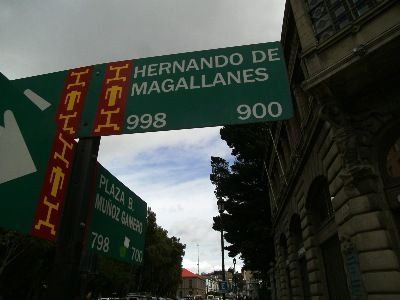 HERNANDO DE
MAGALLANES
998 900
PLAZA B.
MUÑOZ GAMERO
798 700